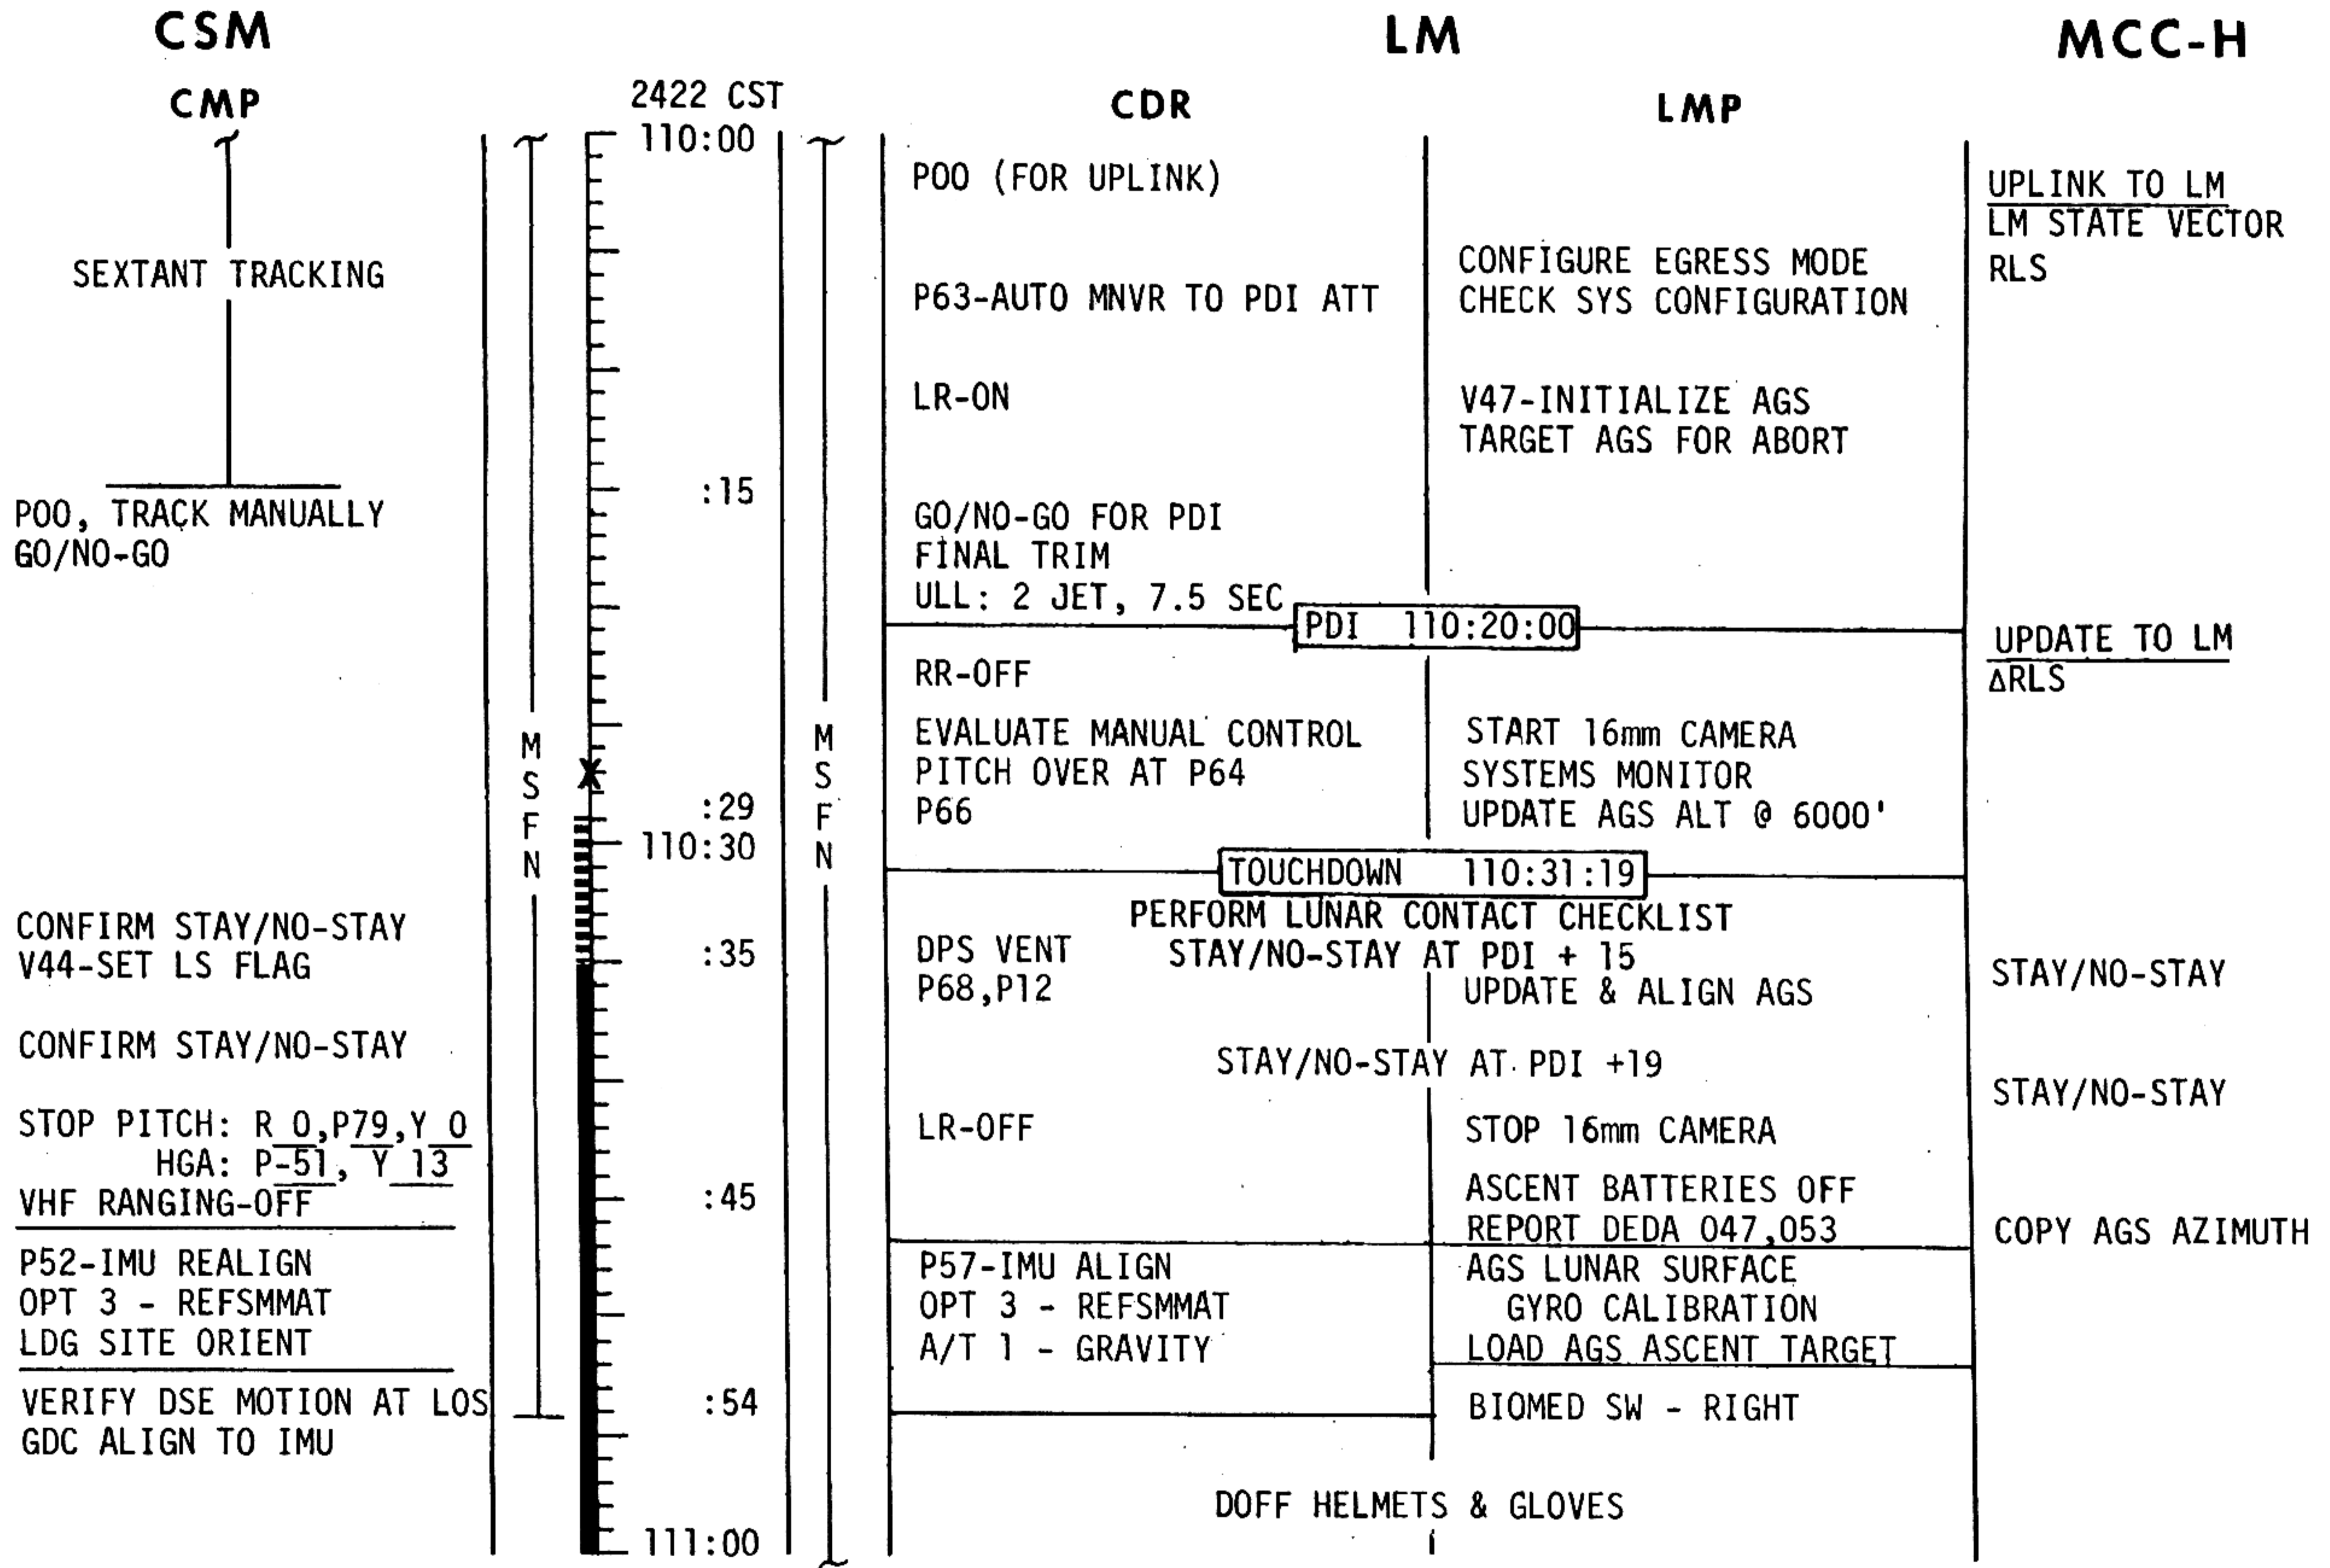 CSM
LM
MCC-H
CMP
2422 CST
CDR
LMP
110:00
P00 (FOR UPLINK)
UPLINK TO LM
LM STATE VECTOR
RLS
SEXTANT TRACKING
P63-AUTO MNVR TO PDI ATT
CONFIGURE EGRESS MODE
CHECK SYS CONFIGURATION
LR-ON
V47-INITIALIZE AGS
TARGET AGS FOR ABORT
:15
P00, TRACK MANUALLY
GO/NO-GO
GO/NO-GO FOR PDI
FINAL TRIM
ULL: 2 JET, 7.5 SEC
PDI 110:20:00
UPDATE TO LM
ΔRLS
RR-OFF
MSFN
MSFN
EVALUATE MANUAL CONTROL
PITCH OVER AT P64
P66
START 16mm CAMERA
SYSTEMS MONITOR
UPDATE AGS ALT @ 6000'
:29
110:30
TOUCHDOWN 110:31:19
PERFORM LUNAR CONTACT CHECKLIST
STAY/NO-STAY AT PDI + 15
CONFIRM STAY/NO-STAY
V44-SET LS FLAG
:35
DPS VENT
P68,P12
UPDATE & ALIGN AGS
STAY/NO-STAY
CONFIRM STAY/NO-STAY
STAY/NO-STAY AT PDI +19
STAY/NO-STAY
STOP PITCH: R 0,P79,Y 0
HGA: P-51, Y 13
VHF RANGING-OFF
LR-OFF
STOP 16mm CAMERA
:45
ASCENT BATTERIES OFF
REPORT DEDA 047,053
COPY AGS AZIMUTH
P52-IMU REALIGN
OPT 3 - REFSMMAT
LDG SITE ORIENT
P57-IMU ALIGN
OPT 3 - REFSMMAT
A/T 1 - GRAVITY
AGS LUNAR SURFACE
GYRO CALIBRATION
LOAD AGS ASCENT TARGET
VERIFY DSE MOTION AT LOS
GDC ALIGN TO IMU
:54
BIOMED SW - RIGHT
DOFF HELMETS & GLOVES
111:00